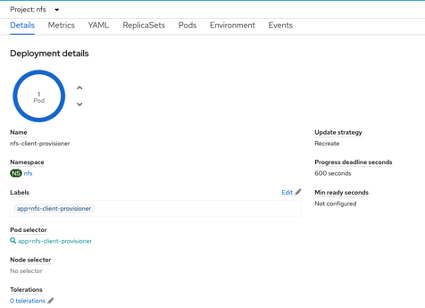 Project: nfs
Details Metrics YAML ReplicaSets Pods Environment Events
Deployment details
1
Pod
Name
nfs-client-provisioner
Namespace
NS nfs
Labels
Edit
app=nfs-client-provisioner
Pod selector
app=nfs-client-provisioner
Node selector
No selector
Tolerations
0 tolerations
Update strategy
Recreate
Progress deadline seconds
600 seconds
Min ready seconds
Not configured